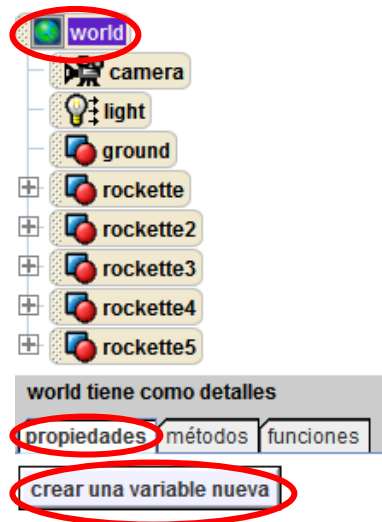 world
camera
light
ground
rockette
rockette2
rockette3
rockette4
rockette5
world tiene como detalles
propiedades métodos funciones
crear una variable nueva